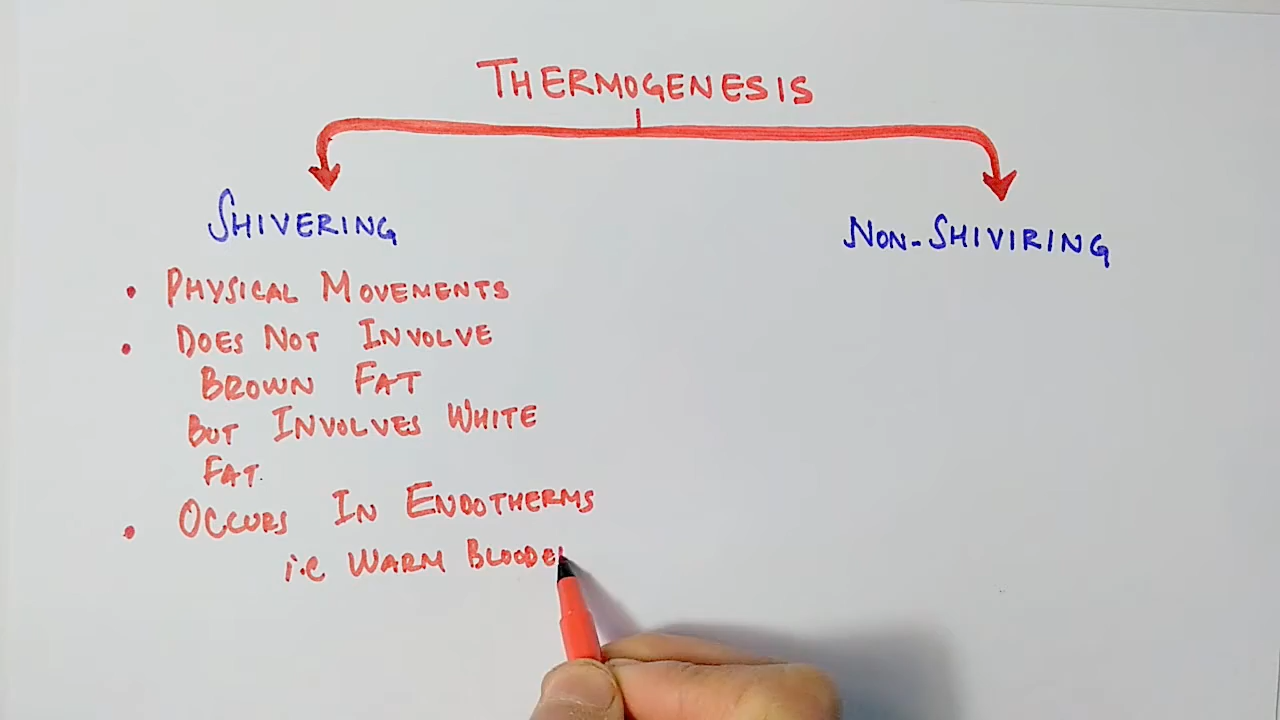 THERMOGENESIS
SHIVERING
NON-SHIVIRING
• PHYSICAL MOVEMENTS
• DOES NOT INVOLVE
BROWN FAT
BUT INVOLVES WHITE
FAT.
• OCCURS IN ENDOTHERMS
i.e WARM BLOODE